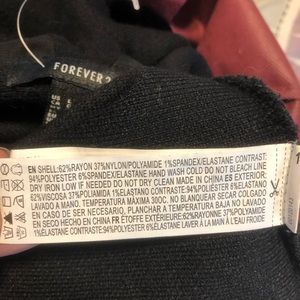 FOREVER 2
US
EN SHELL:62%RAYON 37%NYLON/POLYAMIDE 1%SPANDEX/ELASTANE CONTRAST:
94%POLYESTER 6%SPANDEX/ELASTANE HAND WASH COLD DO NOT BLEACH LINE
DRY IRON LOW IF NEEDED DO NOT DRY CLEAN MADE IN CHINA ES EXTERIOR:
62%VISCOSA 37%POLIAMIDA 1%ELASTANO CONTRASTE: 94%POLIESTER 6%ELASTANO
LAVADO A MANO. TEMPERATURA MÁXIMA 30C. NO BLANQUEAR SECAR COLGADO
EN CASO DE SER NECESARIO, PLANCHAR A TEMPERATURA BAJA NO LAVADO
EN SECO HECHO EN CHINA FR ÉTOFFE EXTÉRIEURE: 62%RAYONNE 37%POLYAMIDE
1%ELASTANE CONTRASTE: 94%POLYESTER 6%ELASTANE LAVER À LA MAIN À L'EAU FROIDE